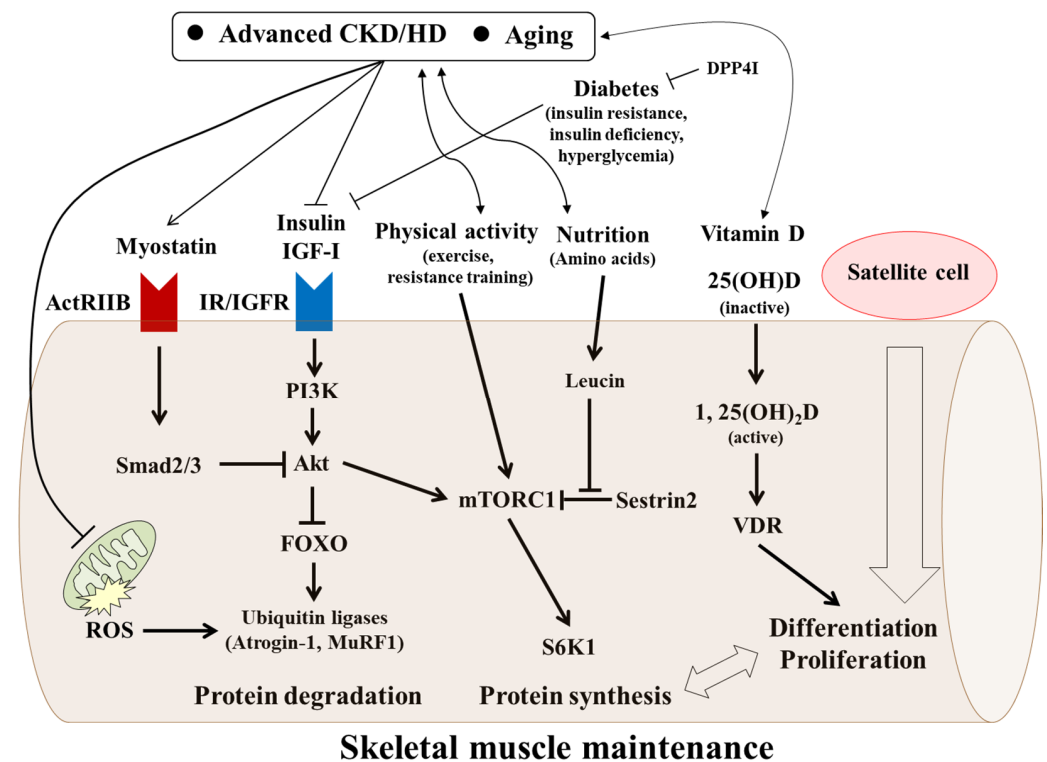 ● Advanced CKD/HD ● Aging
DPP4I
Diabetes
(insulin resistance,
insulin deficiency,
hyperglycemia)
Myostatin
Insulin
IGF-I
Physical activity
(exercise,
resistance training)
Nutrition
(Amino acids)
Vitamin D
25(OH)D
(inactive)
Satellite cell
ActRIIB
IR/IGFR
PI3K
Leucin
1, 25(OH)₂D
(active)
Smad2/3
Akt
mTORC1
Sestrin2
VDR
FOXO
ROS
Ubiquitin ligases
(Atrogin-1, MuRF1)
S6K1
Differentiation
Proliferation
Protein degradation
Protein synthesis
Skeletal muscle maintenance